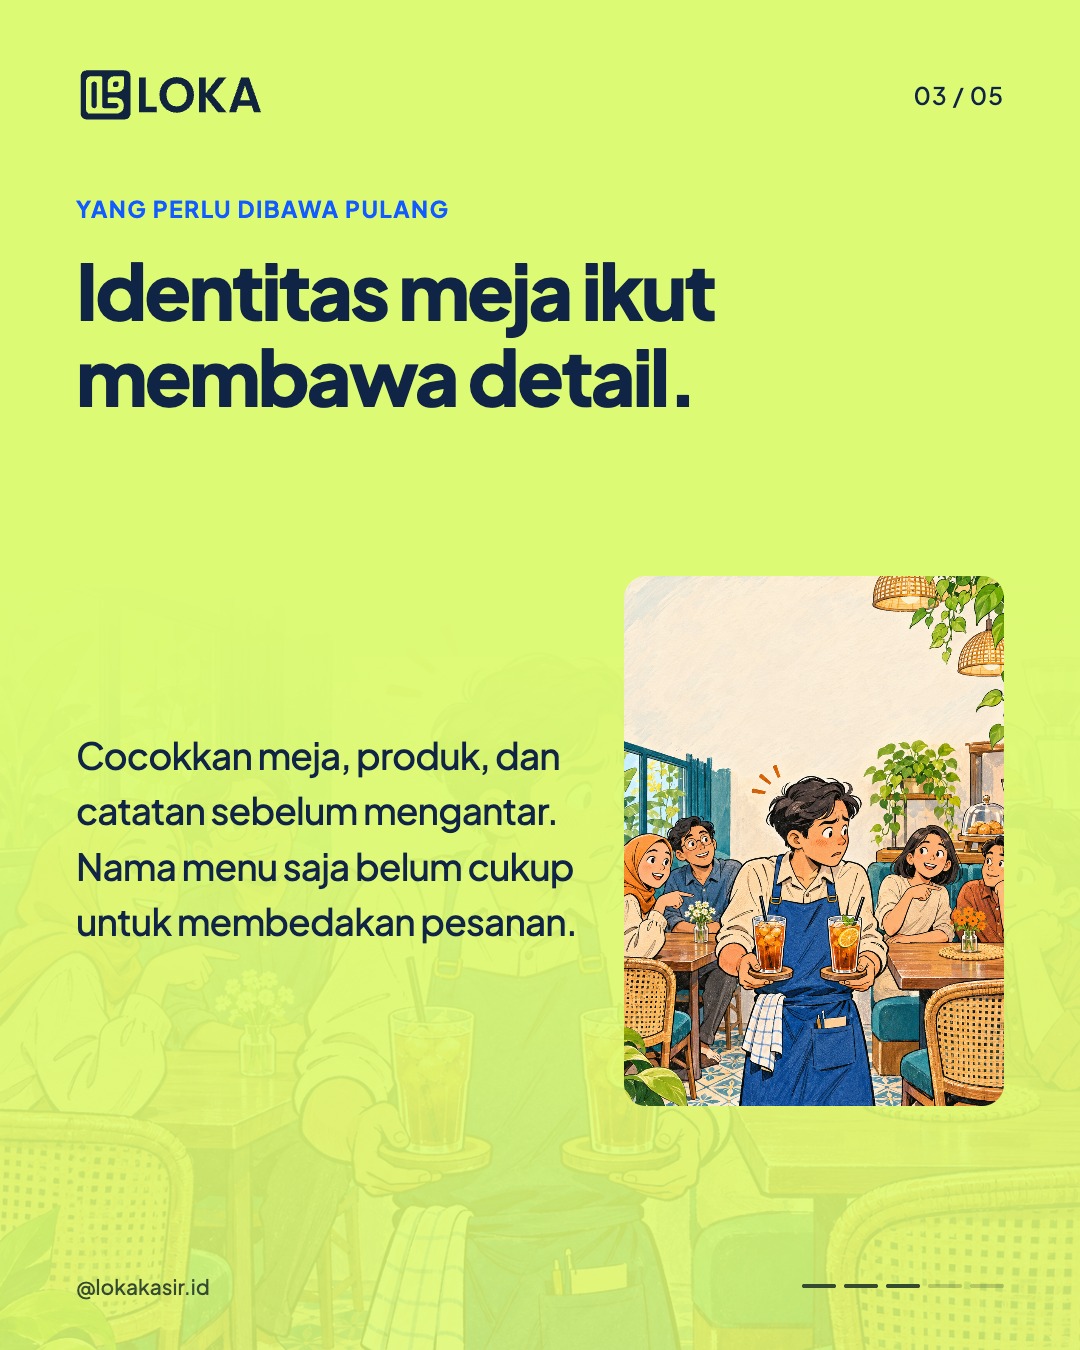 LOKA
03 / 05
YANG PERLU DIBAWA PULANG
Identitas meja ikut
membawa detail.
Cocokkan meja, produk, dan
catatan sebelum mengantar.
Nama menu saja belum cukup
untuk membedakan pesanan.
@lokakasir.id